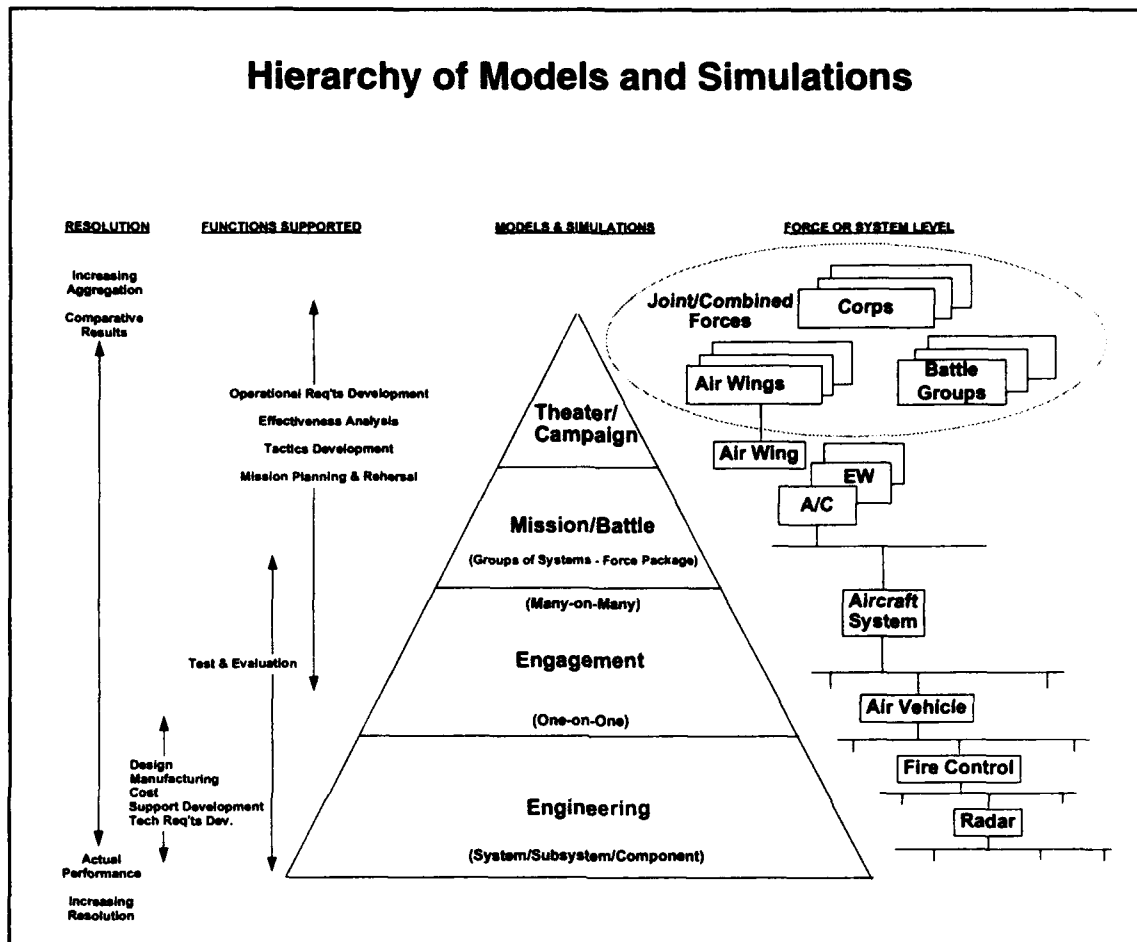 Hierarchy of Models and Simulations
RESOLUTION
FUNCTIONS SUPPORTED
MODELS & SIMULATIONS
FORCE OR SYSTEM LEVEL
Increasing
Aggregation
Comparative
Results
Actual
Performance
Increasing
Resolution
Operational Req'ts Development
Effectiveness Analysis
Tactics Development
Mission Planning & Rehersal
Test & Evaluation
Design
Manufacturing
Cost
Support Development
Tech Req'ts Dev.
Theater/
Campaign
Mission/Battle
(Groups of Systems - Force Package)
(Many-on-Many)
Engagement
(One-on-One)
Engineering
(System/Subsystem/Component)
Joint/Combined
Forces
Corps
Air Wings
Battle
Groups
Air Wing
EW
A/C
Aircraft
System
Air Vehicle
Fire Control
Radar